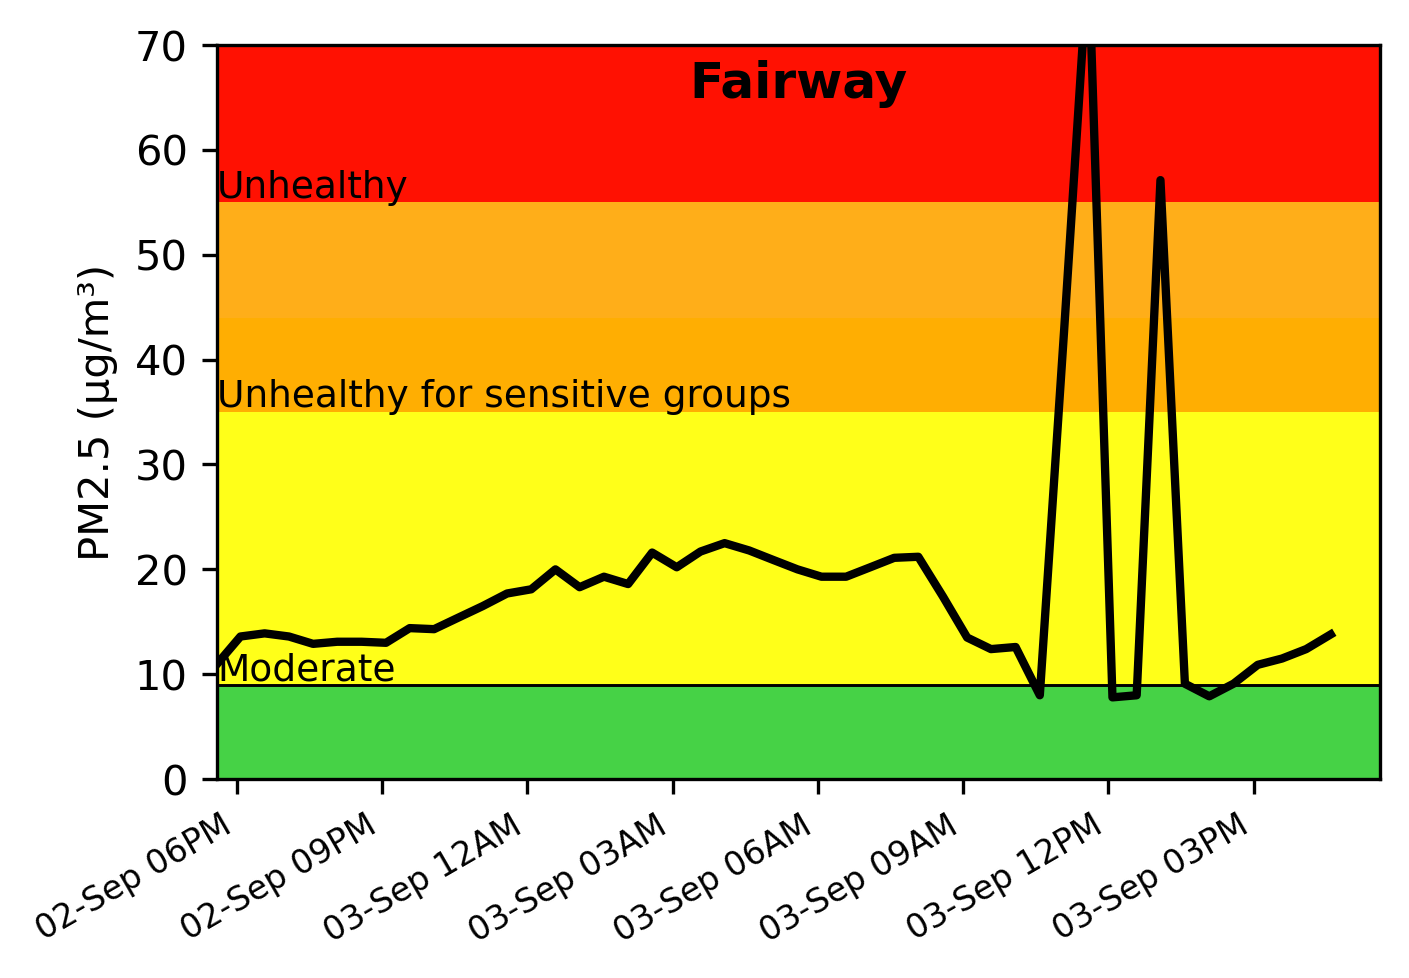 Fairway
PM2.5 (µg/m³)
70
60
Unhealthy
50
40
Unhealthy for sensitive groups
30
20
Moderate
10
0
02-Sep 06PM
02-Sep 09PM
03-Sep 12AM
03-Sep 03AM
03-Sep 06AM
03-Sep 09AM
03-Sep 12PM
03-Sep 03PM